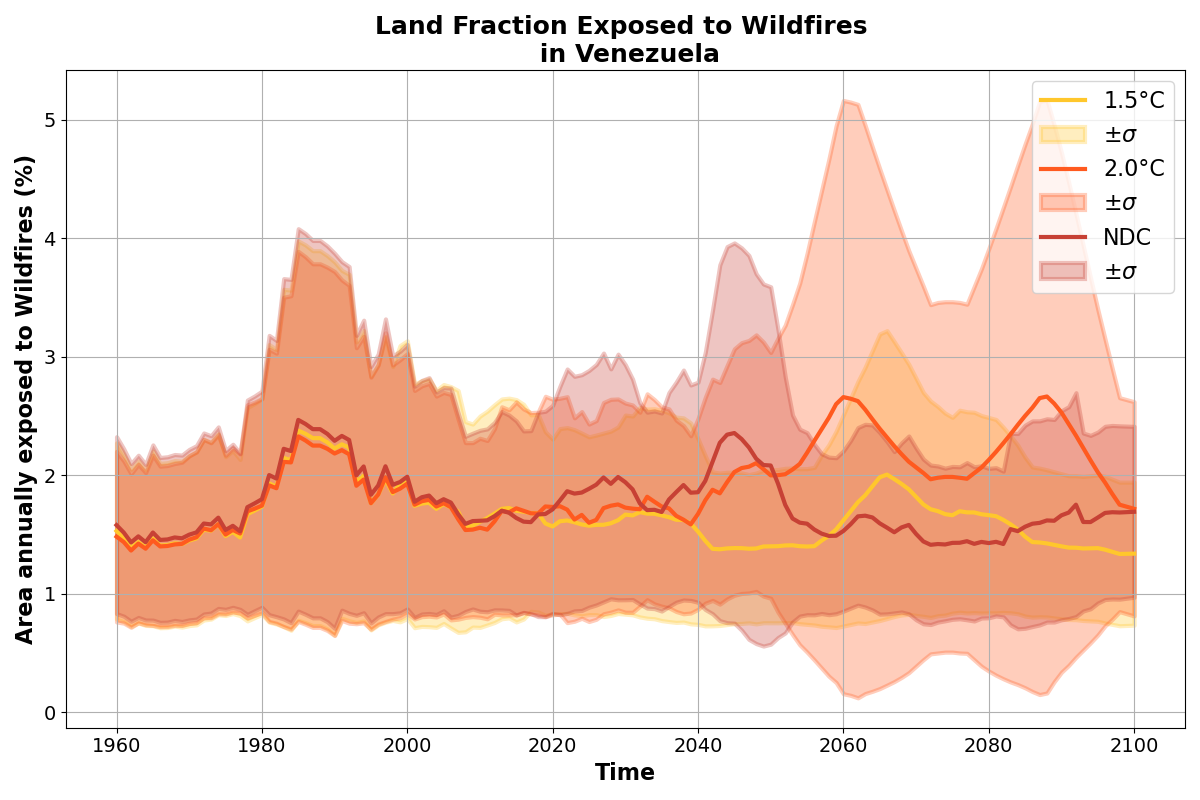 Land Fraction Exposed to Wildfires
in Venezuela
Area annually exposed to Wildfires (%)
5
4
3
2
1
0
1960 1980 2000 2020 2040 2060 2080 2100
Time
1.5°C
±σ
2.0°C
±σ
NDC
±σ